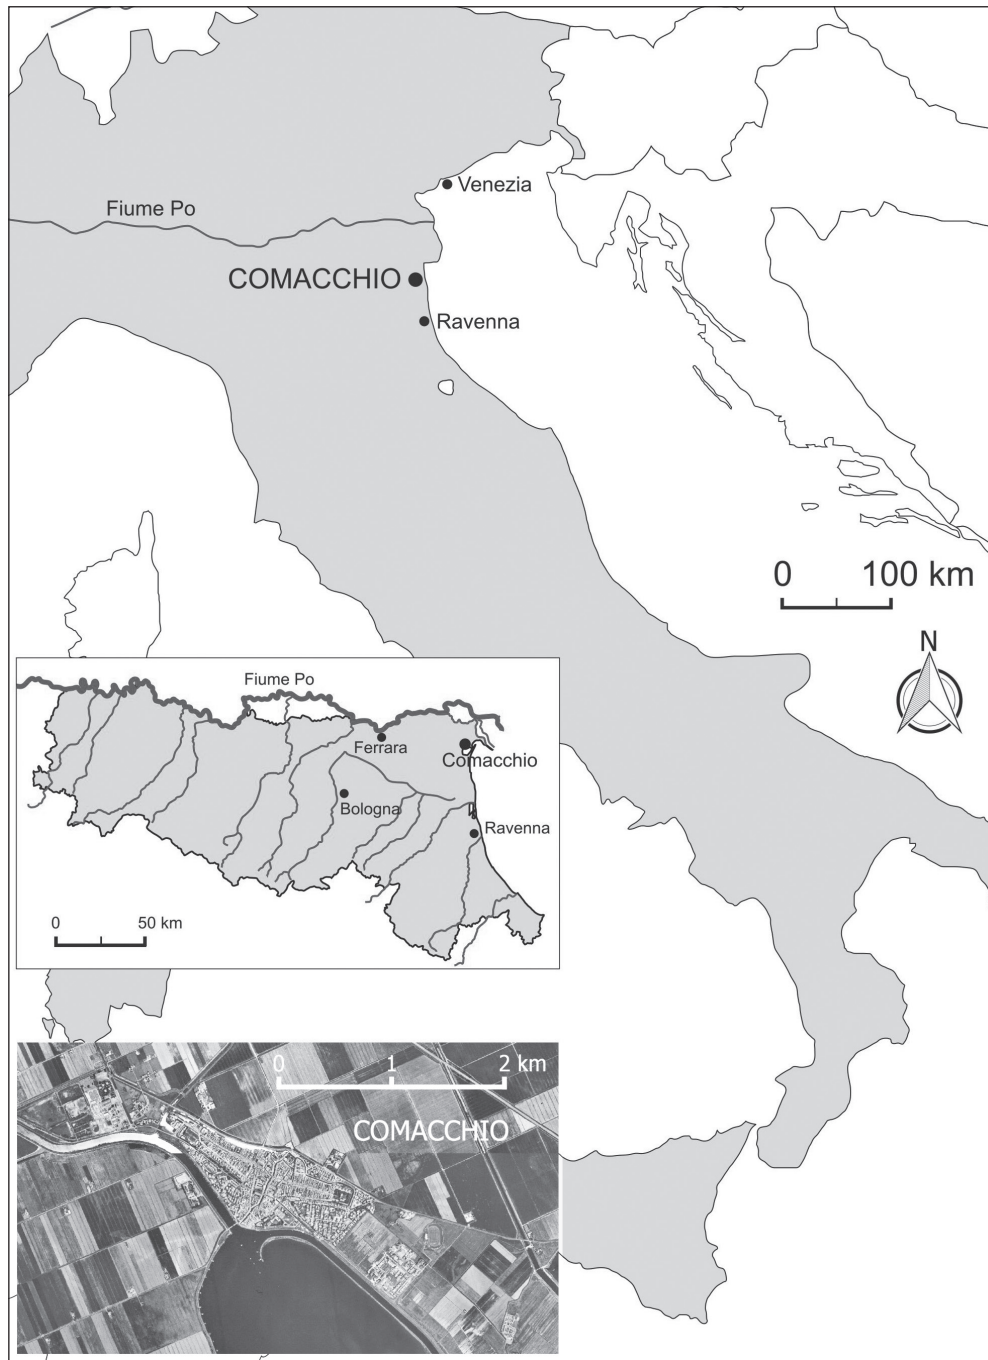 Venezia
Fiume Po
COMACCHIO
Ravenna
0 100 km
N
Fiume Po
Ferrara
Comacchio
Bologna
Ravenna
0 50 km
0 1 2 km
COMACCHIO